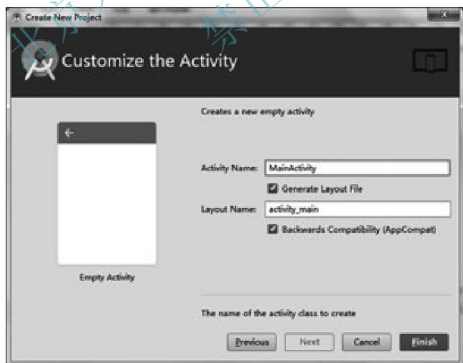 Create New Project
Customize the Activity
Creates a new empty activity
Activity Name: MainActivity
Generate Layout File
Layout Name: activity_main
Backwards Compatibility (AppCompat)
Empty Activity
The name of the activity class to create
Previous Next Cancel Finish